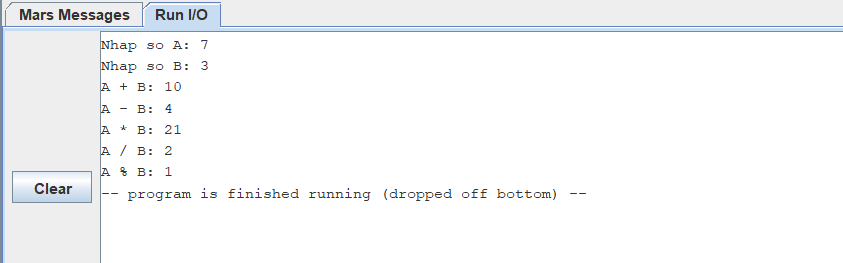 Mars Messages Run I/O
Nhap so A: 7
Nhap so B: 3
A + B: 10
A - B: 4
A * B: 21
A / B: 2
A % B: 1
Clear
-- program is finished running (dropped off bottom) --